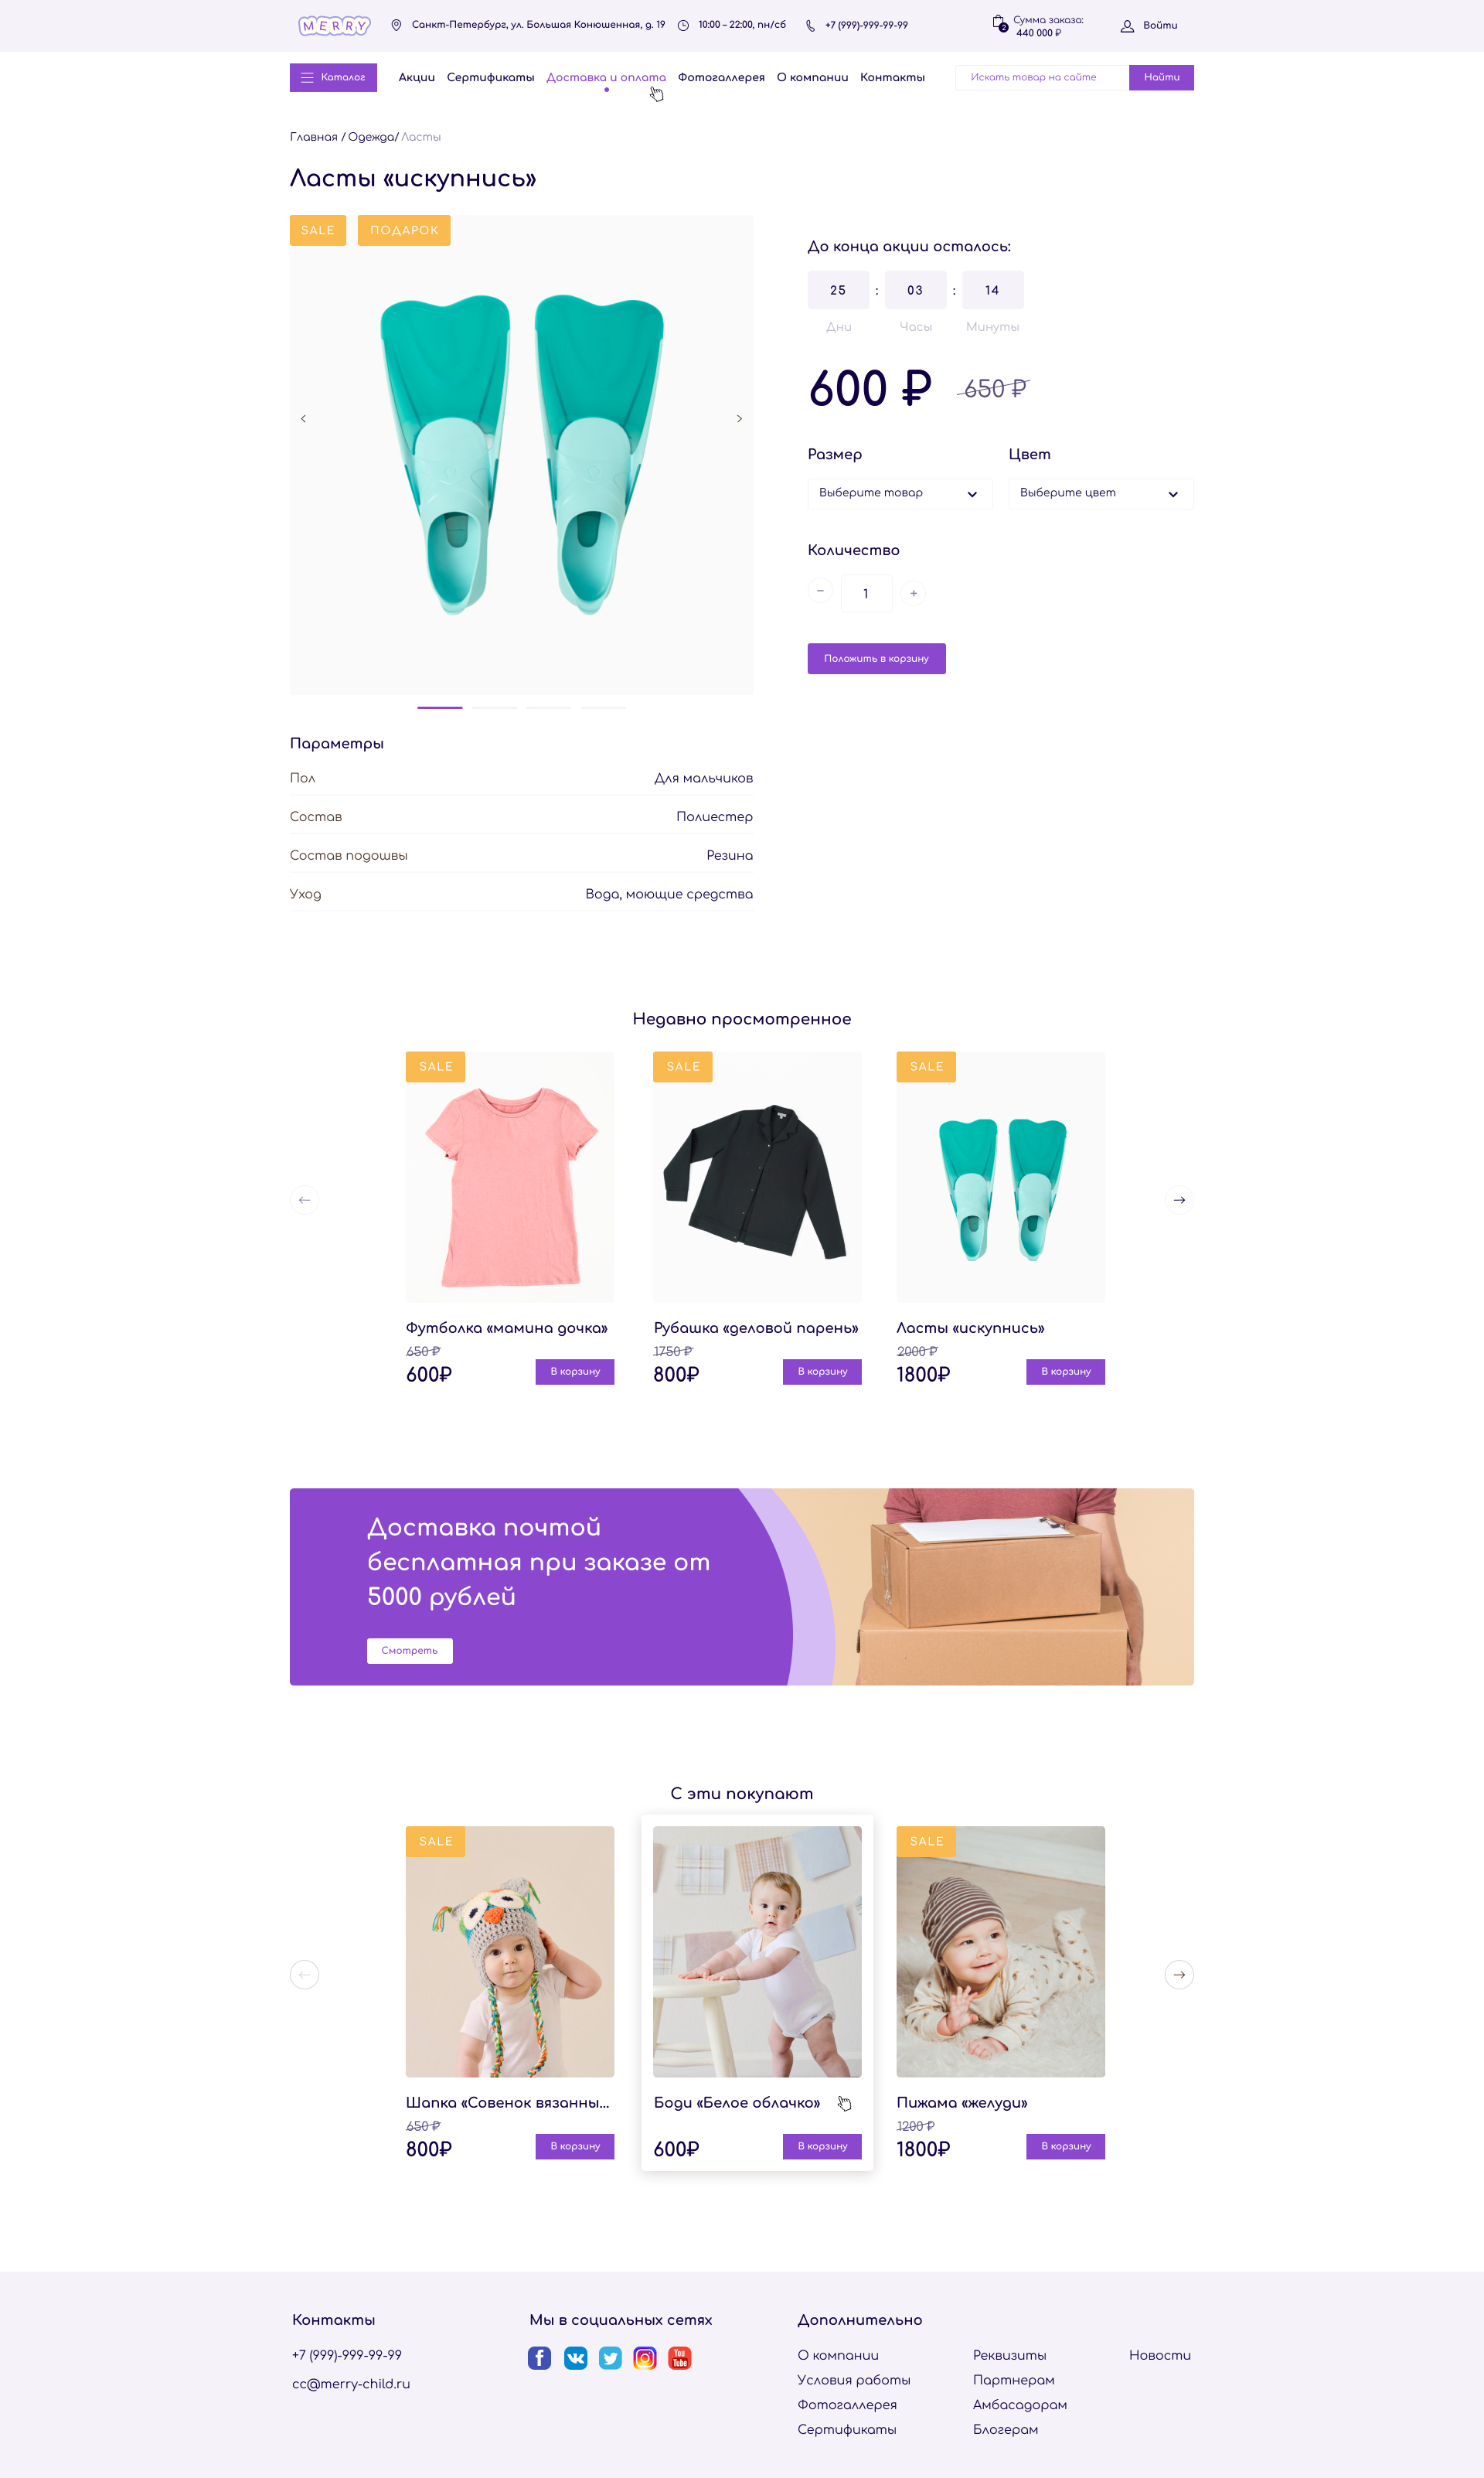 MERRY
Санкт-Петербург, ул. Большая Конюшенная, д. 19
10:00 – 22:00, пн/сб
+7 (999)-999-99-99
2
Сумма заказа:
440 000 ₽
Войти
Каталог
Акции
Сертификаты
Доставка и оплата
Фотогаллерея
О компании
Контакты
Искать товар на сайте
Найти
Главная / Одежда/ Ласты
Ласты «искупнись»
SALE
ПОДАРОК
До конца акции осталось:
25 : 03 : 14
Дни Часы Минуты
600 ₽ 650 ₽
Размер
Цвет
Выберите товар
Выберите цвет
Количество
− 1 +
Положить в корзину
Параметры
Пол Для мальчиков
Состав Полиестер
Состав подошвы Резина
Уход Вода, моющие средства
Недавно просмотренное
SALE
SALE
SALE
Футболка «мамина дочка»
650 ₽
600₽
В корзину
Рубашка «деловой парень»
1750 ₽
800₽
В корзину
Ласты «искупнись»
2000 ₽
1800₽
В корзину
Доставка почтой
бесплатная при заказе от
5000 рублей
Смотреть
С эти покупают
SALE
SALE
Шапка «Совенок вязанны...
650 ₽
800₽
В корзину
Боди «Белое облачко»
600₽
В корзину
Пижама «желуди»
1200 ₽
1800₽
В корзину
Контакты
+7 (999)-999-99-99
cc@merry-child.ru
Мы в социальных сетях
You
Tube
Дополнительно
О компании
Условия работы
Фотогаллерея
Сертификаты
Реквизиты
Партнерам
Амбасадорам
Блогерам
Новости